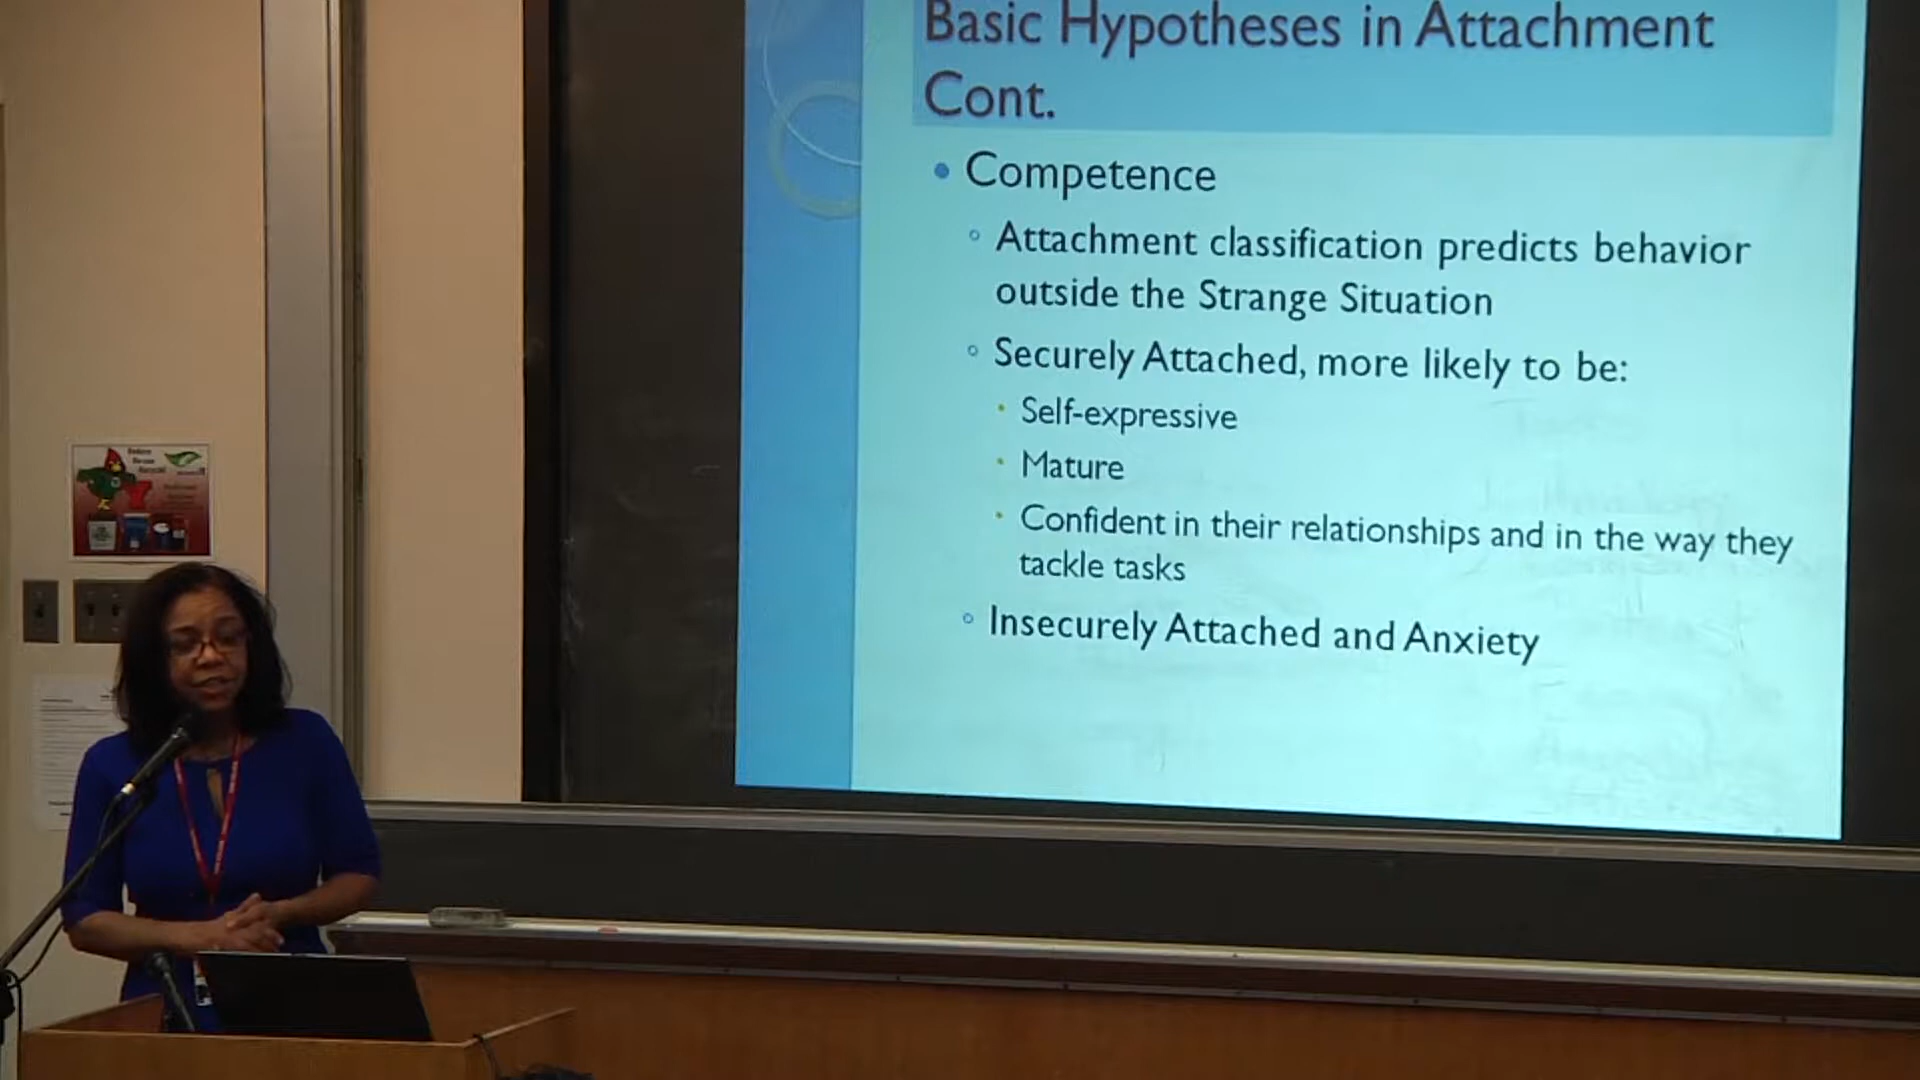 Basic Hypotheses in Attachment
Cont.
Competence
Attachment classification predicts behavior
outside the Strange Situation
Securely Attached, more likely to be:
Self-expressive
Mature
Confident in their relationships and in the way they
tackle tasks
Insecurely Attached and Anxiety